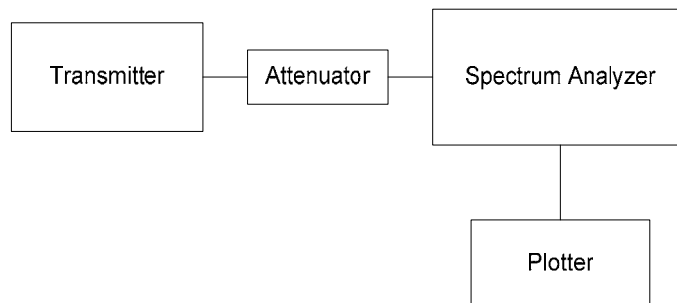 Transmitter
Attenuator
Spectrum Analyzer
Plotter